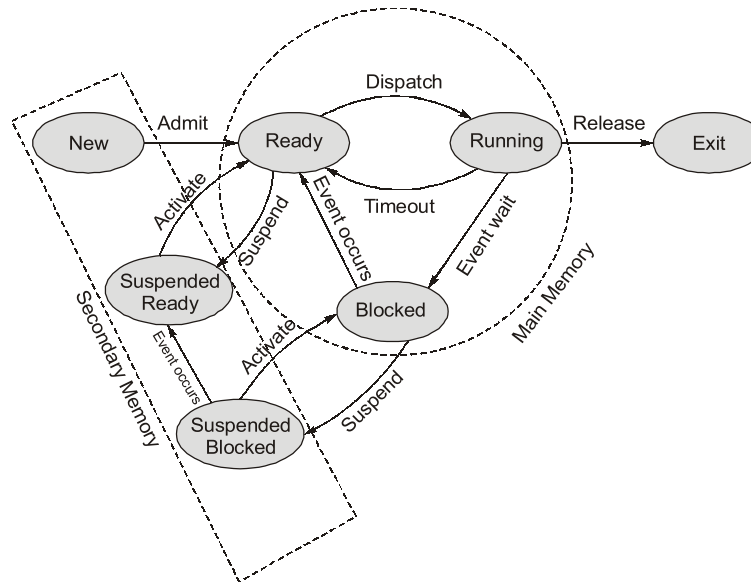 Dispatch
New
Admit
Ready
Running
Release
Exit
Activate
Suspend
Event occurs
Timeout
Event wait
Suspended
Ready
Blocked
Main Memory
Secondary Memory
Event occurs
Activate
Suspend
Suspended
Blocked